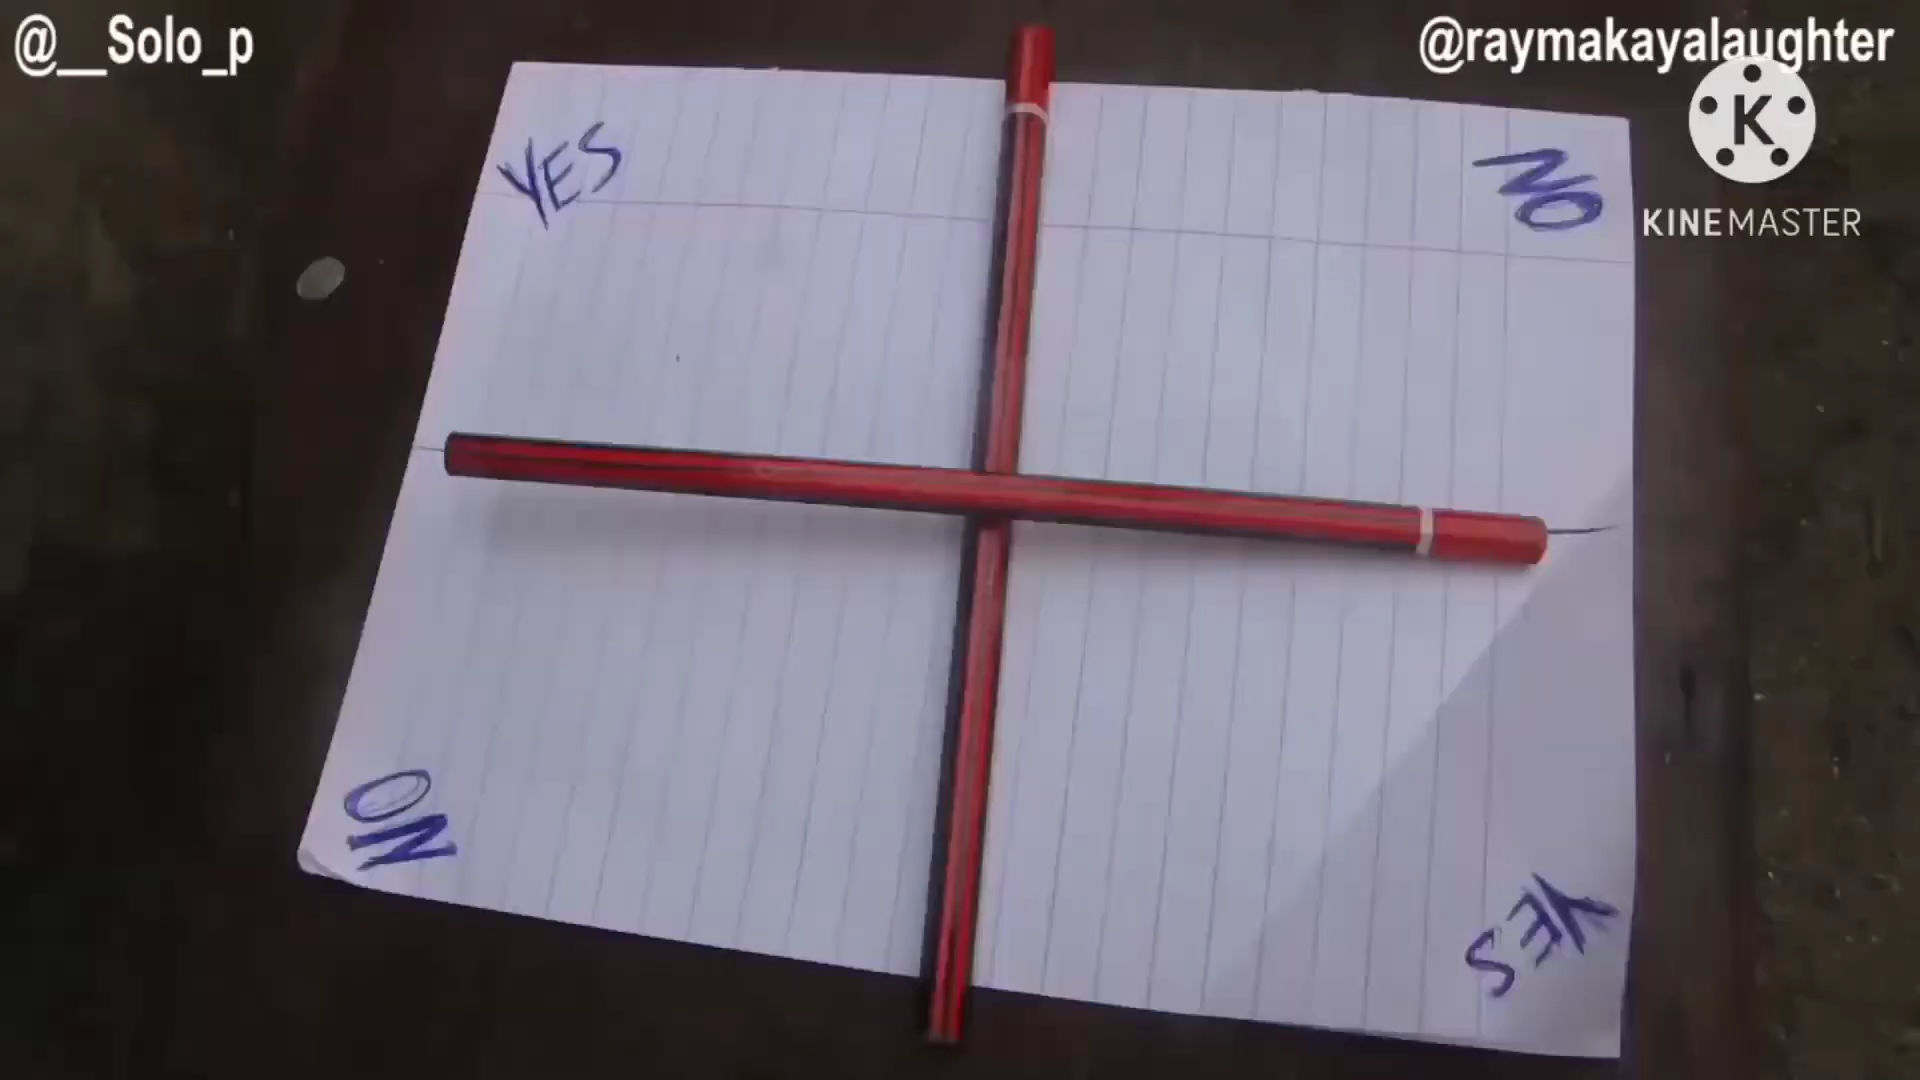 @__Solo_p
@raymakayalaughter
K
KINEMASTER
YES
NO
NO
YES